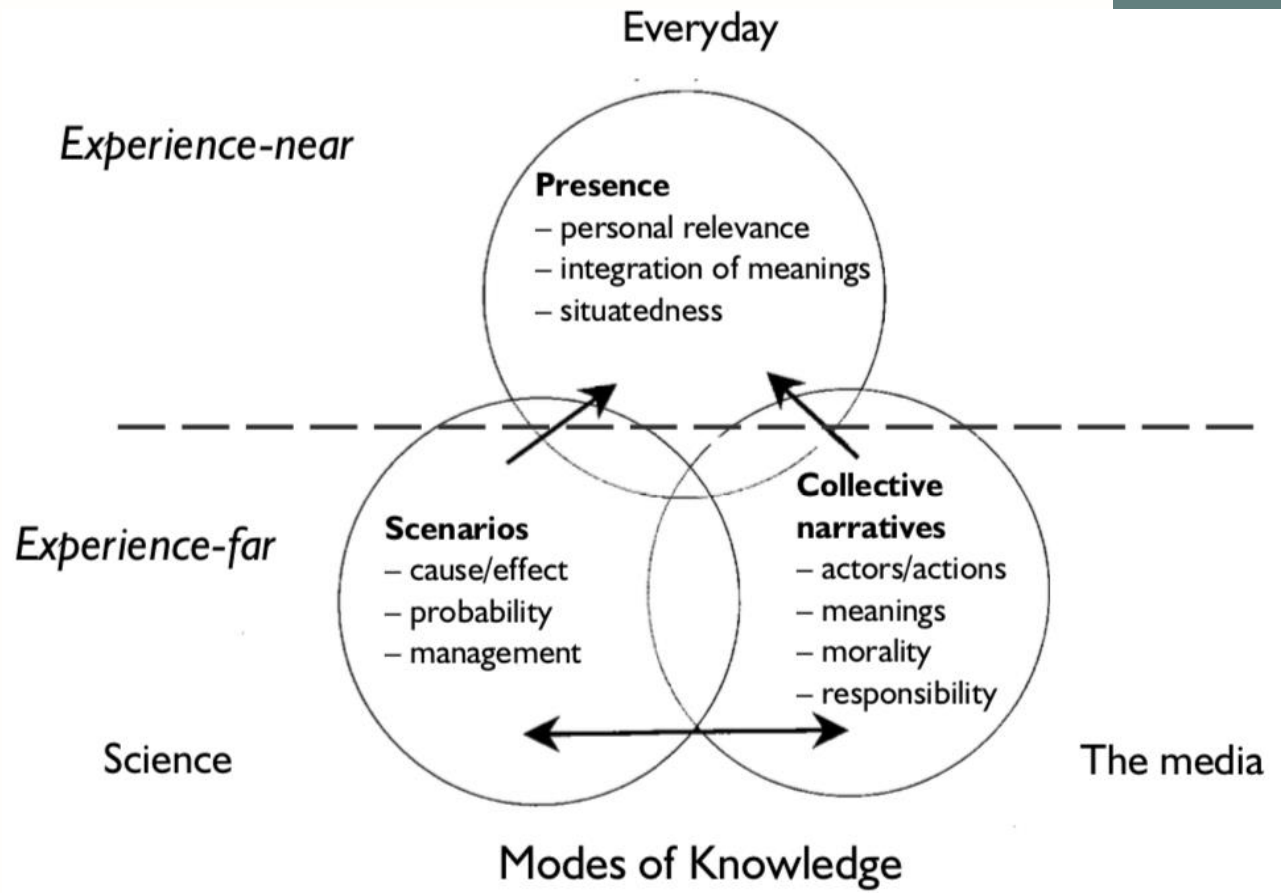 Everyday
Experience-near
Presence
– personal relevance
– integration of meanings
– situatedness
Experience-far
Scenarios
– cause/effect
– probability
– management
Collective
narratives
– actors/actions
– meanings
– morality
– responsibility
Science
The media
Modes of Knowledge